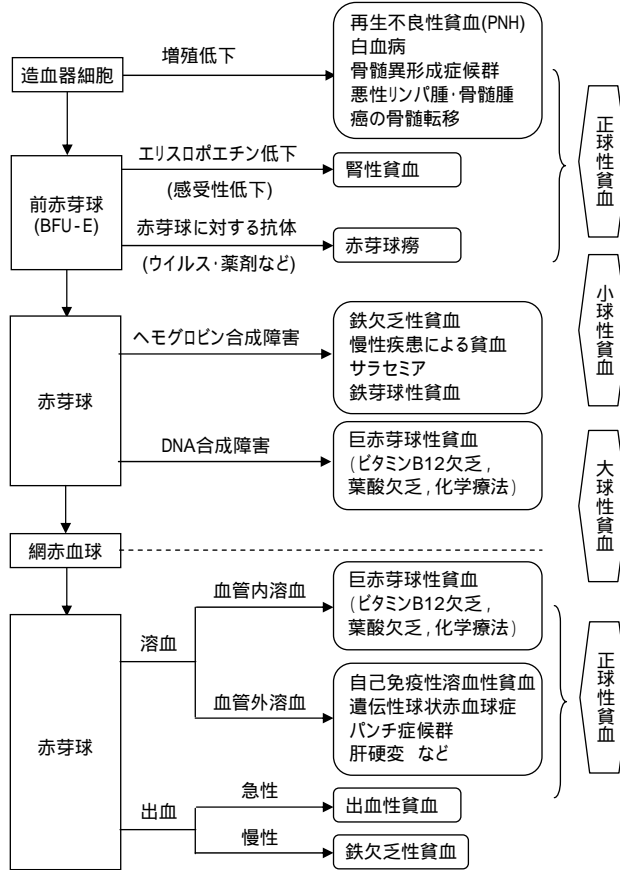 造血器細胞
増殖低下
再生不良性貧血(PNH)
白血病
骨髄異形成症候群
悪性リンパ腫・骨髄腫
癌の骨髄転移
正球性貧血
前赤芽球
(BFU-E)
エリスロポエチン低下
(感受性低下)
腎性貧血
赤芽球に対する抗体
(ウイルス・薬剤など)
赤芽球癆
小球性貧血
赤芽球
ヘモグロビン合成障害
鉄欠乏性貧血
慢性疾患による貧血
サラセミア
鉄芽球性貧血
DNA合成障害
巨赤芽球性貧血
(ビタミンB12欠乏,
葉酸欠乏,化学療法)
大球性貧血
網赤血球
赤芽球
溶血
血管内溶血
巨赤芽球性貧血
(ビタミンB12欠乏,
葉酸欠乏,化学療法)
血管外溶血
自己免疫性溶血性貧血
遺伝性球状赤血球症
バンチ症候群
肝硬変 など
正球性貧血
出血
急性
出血性貧血
慢性
鉄欠乏性貧血